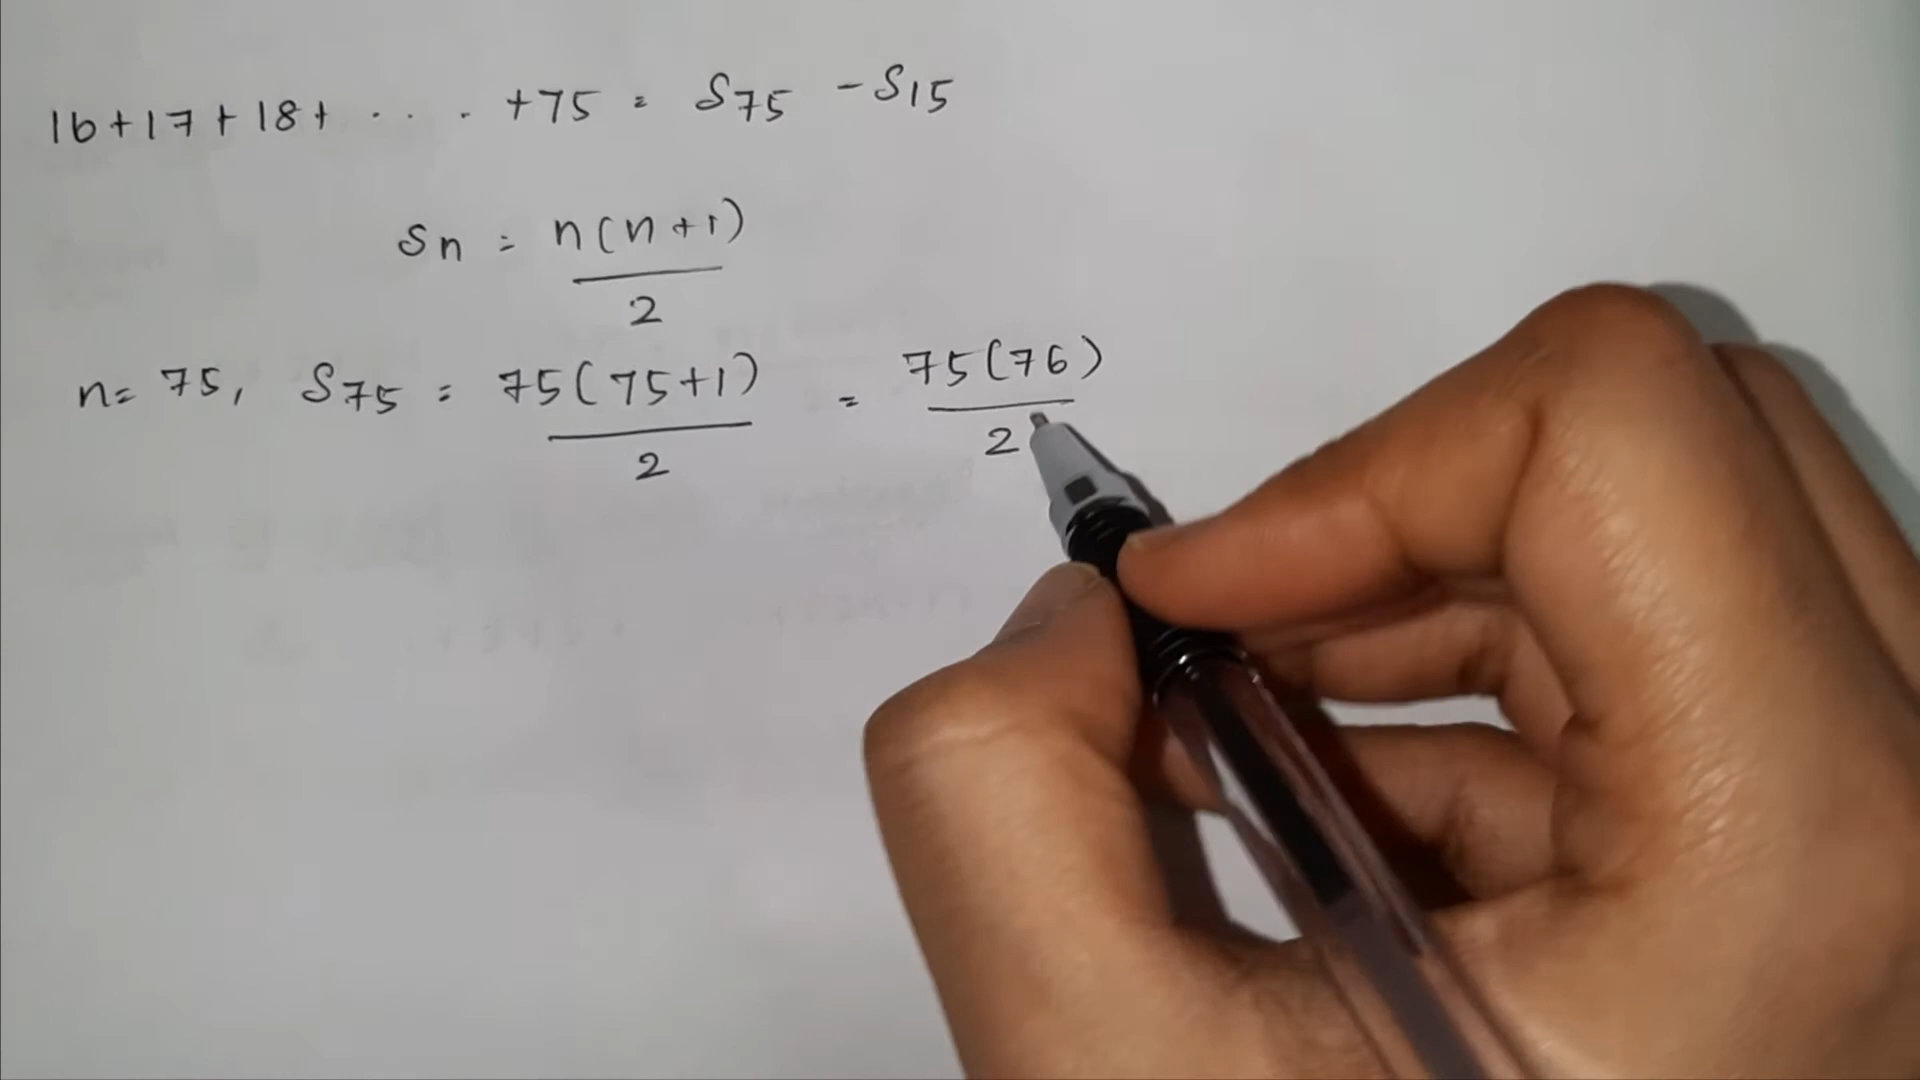 16+17+18+ . . . . +75 = S75 - S15
Sn = n(n+1)
2
n= 75, S75 = 75(75+1) = 75(76)
2 2